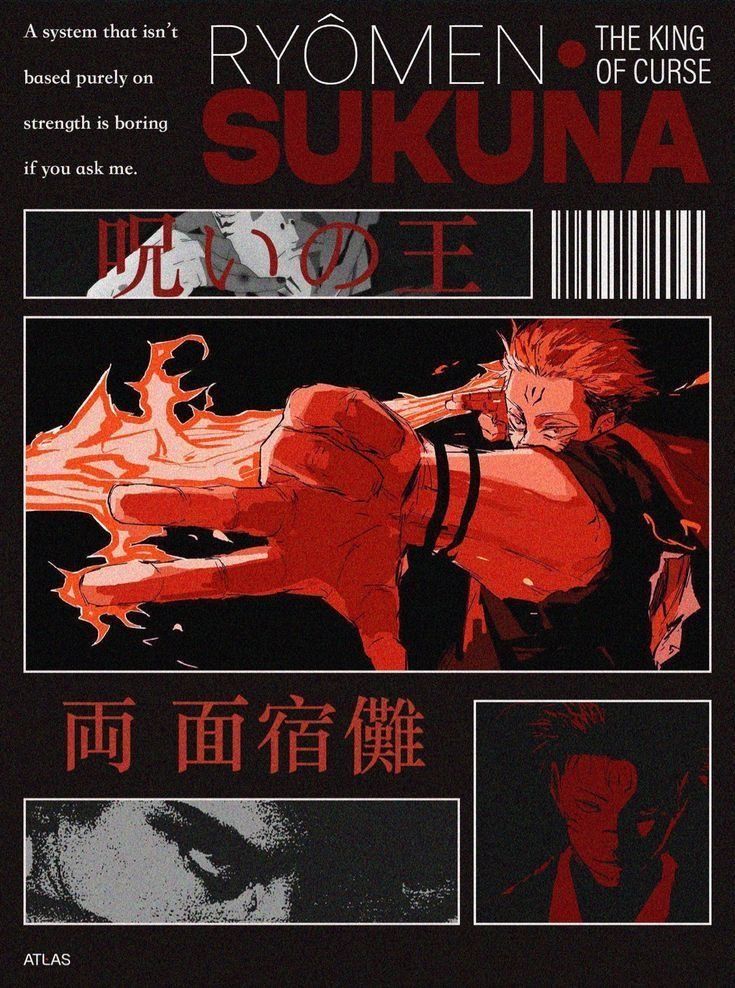 A system that isn't
based purely on
strength is boring
if you ask me.
RYÔMEN • THE KING
OF CURSE
SUKUNA
呪いの王
両 面宿儺
ATLAS